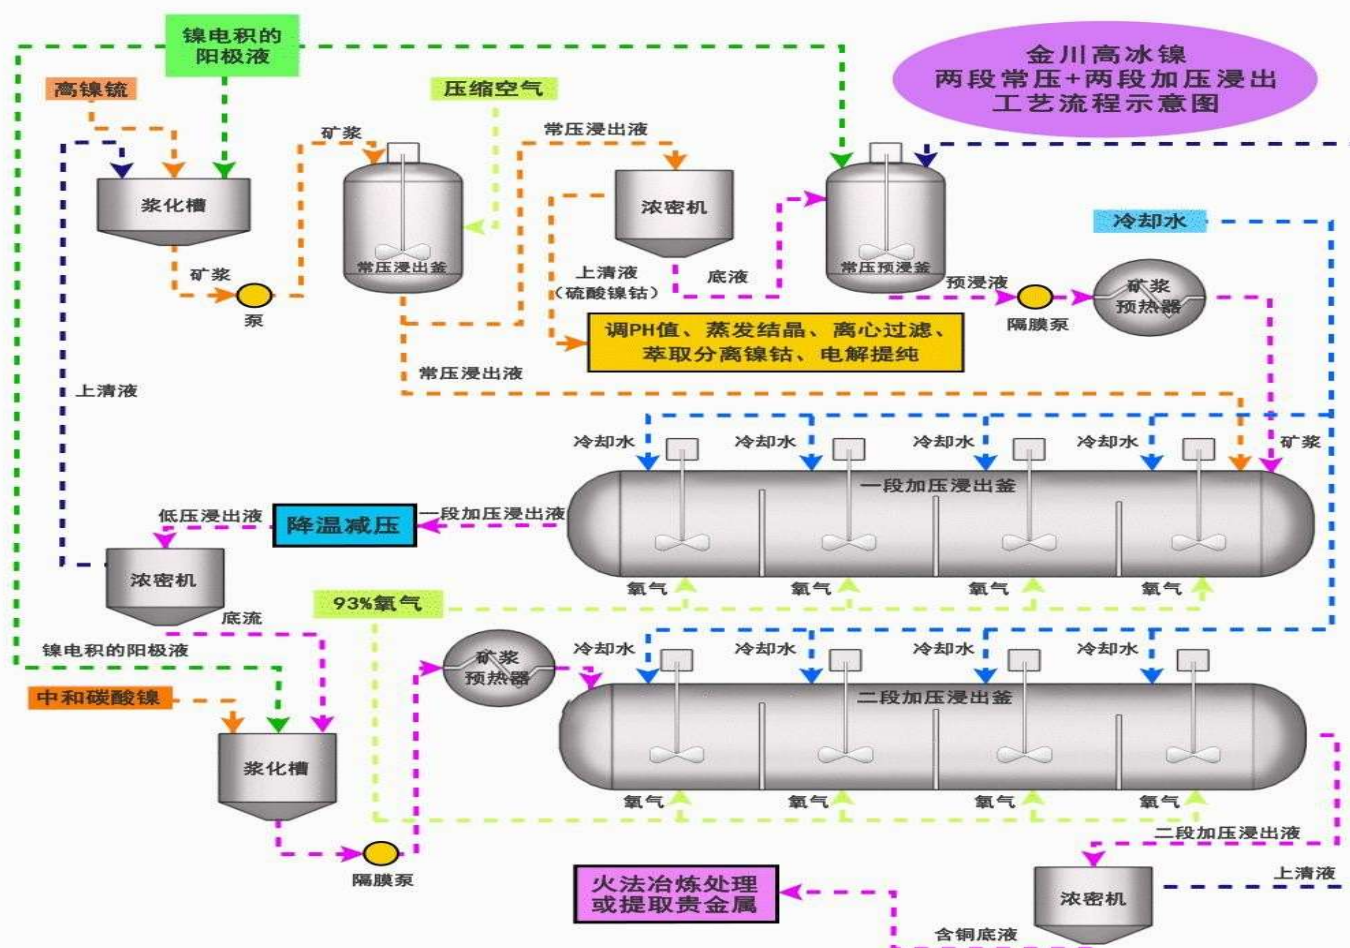 镍电积的
阳极液
金川高冰镍
两段常压+两段加压浸出
工艺流程示意图
高镍锍
压缩空气
矿浆
常压浸出液
浆化槽
浓密机
冷却水
常压浸出釜
常压预浸釜
矿浆
泵
上清液
(硫酸镍钴)
底液
预浸液
隔膜泵
矿浆
预热器
调PH值、蒸发结晶、离心过滤、
萃取分离镍钴、电解提纯
常压浸出液
上清液
冷却水
冷却水
冷却水
冷却水
矿浆
一段加压浸出釜
低压浸出液
降温减压
一段加压浸出液
浓密机
氧气
氧气
氧气
氧气
93%氧气
底流
镍电积的阳极液
矿浆
预热器
冷却水
冷却水
冷却水
冷却水
中和碳酸镍
二段加压浸出釜
浆化槽
氧气
氧气
氧气
氧气
二段加压浸出液
隔膜泵
火法冶炼处理
或提取贵金属
浓密机
上清液
含铜底液